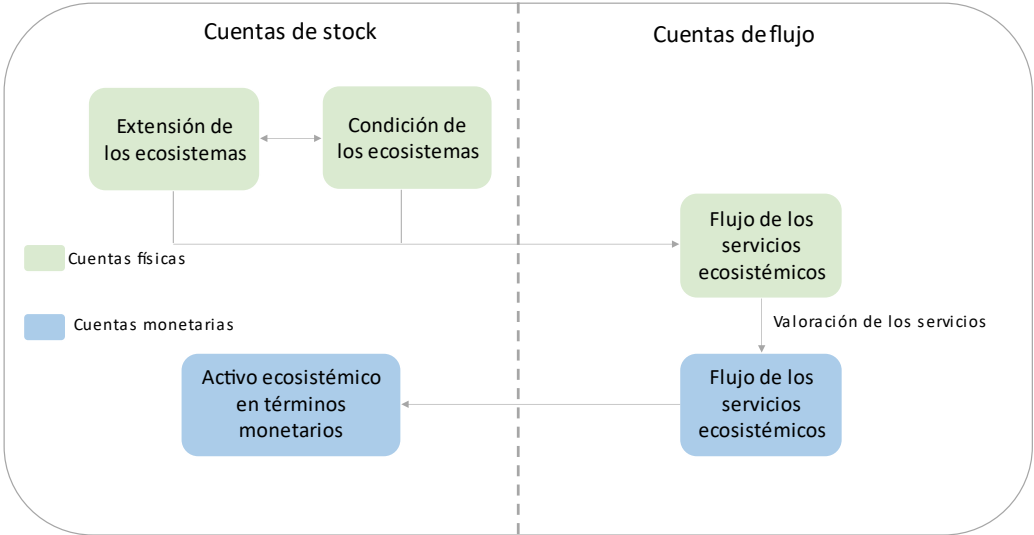 Cuentas de stock
Cuentas de flujo
Extensión de
los ecosistemas
Condición de
los ecosistemas
Flujo de los
servicios
ecosistémicos
Cuentas físicas
Cuentas monetarias
Valoración de los servicios
Activo ecosistémico
en términos
monetarios
Flujo de los
servicios
ecosistémicos